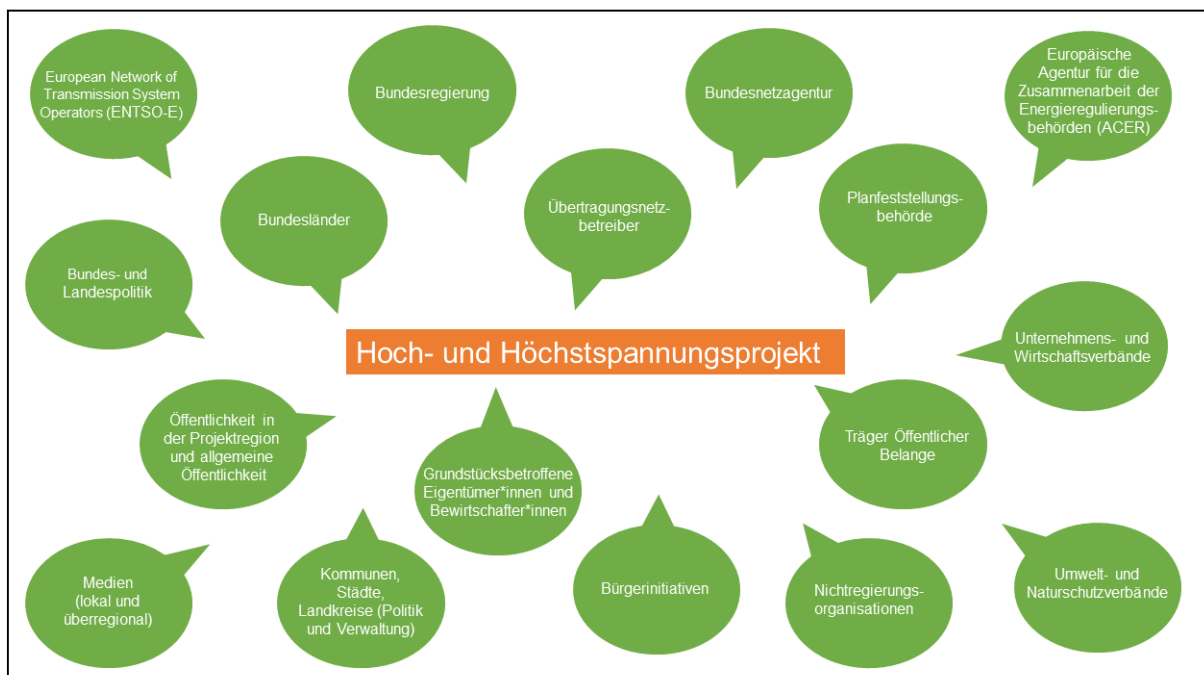 European Network of
Transmission System
Operators (ENTSO-E)
Bundesregierung
Bundesnetzagentur
Europäische
Agentur für die
Zusammenarbeit der
Energieregulierungs-
behörden (ACER)
Bundesländer
Übertragungsnetz-
betreiber
Planfeststellungs-
behörde
Bundes- und
Landespolitik
Hoch- und Höchstspannungsprojekt
Unternehmens- und
Wirtschaftsverbände
Öffentlichkeit in
der Projektregion
und allgemeine
Öffentlichkeit
Grundstücksbetroffene
Eigentümer*innen und
Bewirtschafter*innen
Träger Öffentlicher
Belange
Medien
(lokal und
überregional)
Kommunen,
Städte,
Landkreise (Politik
und Verwaltung)
Bürgerinitiativen
Nichtregierungs-
organisationen
Umwelt- und
Naturschutzverbände